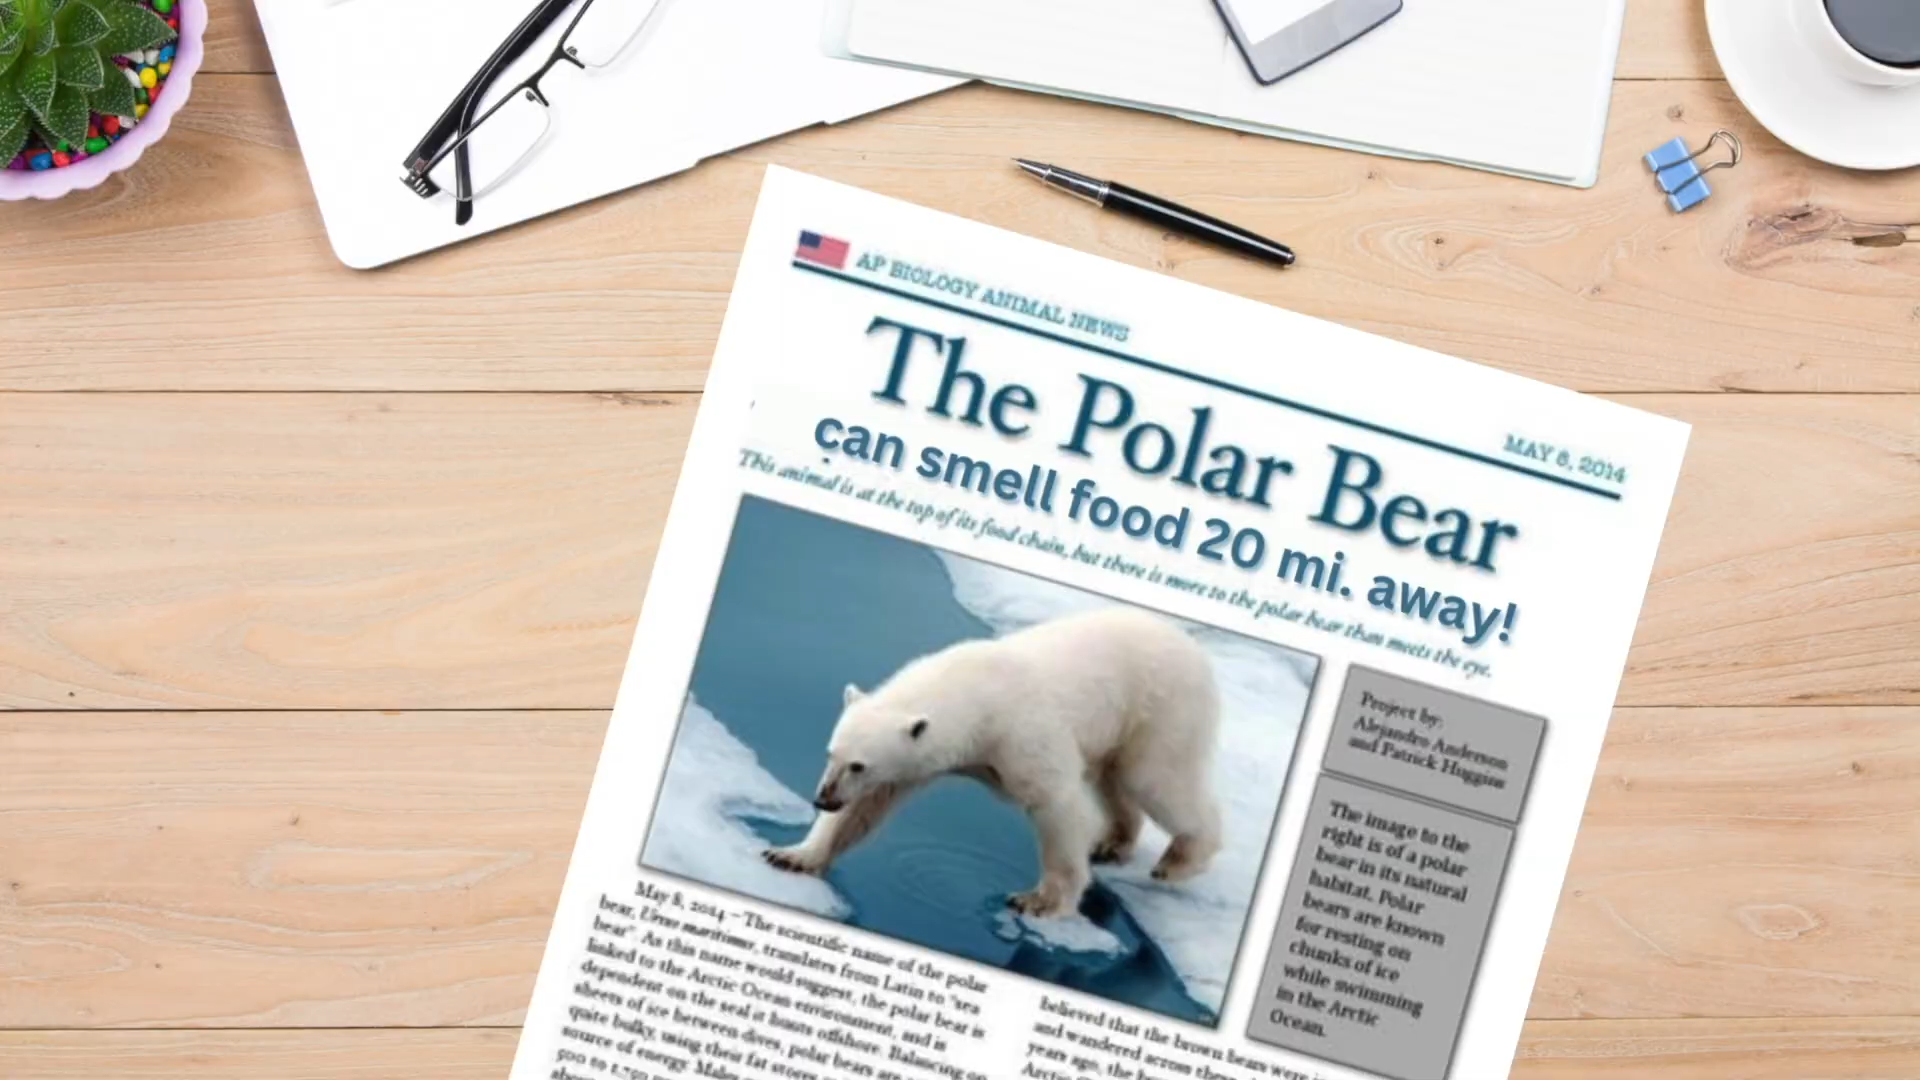 AP BIOLOGY ANIMAL NEWS
MAY 8, 2014
The Polar Bear
can smell food 20 mi. away!
This animal is at the top of its food chain, but there is more to the polar bear than meets the eye.
Project by:
Alejandro Anderson
and Patrick Huggins
The image to the
right is of a polar
bear in its natural
habitat. Polar
bears are known
for resting on
chunks of ice
while swimming
in the Arctic
Ocean.
May 8, 2014 – The scientific name of the polar
bear, Ursus maritimus, translates from Latin to "sea
bear". As this name would suggest, the polar bear is
linked to the Arctic Ocean environment, and is
dependent on the seal it hunts offshore. Balancing on
sheets of ice between dives, polar bears are
quite bulky, using their fat stores
source of energy. Males
500 to 1,750
believed that the brown bears were
and wandered across
years ago, the
Arctic